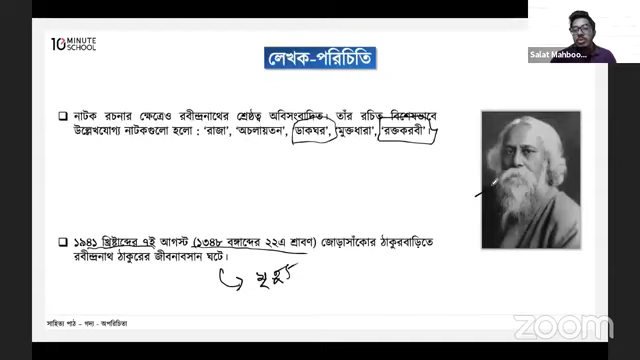 10 MINUTE SCHOOL
Salat Mahboo...
লেখক-পরিচিতি
নাটক রচনার ক্ষেত্রেও রবীন্দ্রনাথের শ্রেষ্ঠত্ব অবিসংবাদিত। তাঁর রচিত বিশেষভাবে
উল্লেখযোগ্য নাটকগুলো হলো : ‘রাজা’, ‘অচলায়তন’, ‘ডাকঘর’, ‘মুক্তধারা’, ‘রক্তকরবী’।
১৯৪১ খ্রিষ্টাব্দের ৭ই আগস্ট (১৩৪৮ বঙ্গাব্দের ২২এ শ্রাবণ) জোড়াসাঁকোর ঠাকুরবাড়িতে
রবীন্দ্রনাথ ঠাকুরের জীবনাবসান ঘটে।
মৃত্যু
সাহিত্য পাঠ - গদ্য - অপরিচিতা
zoom